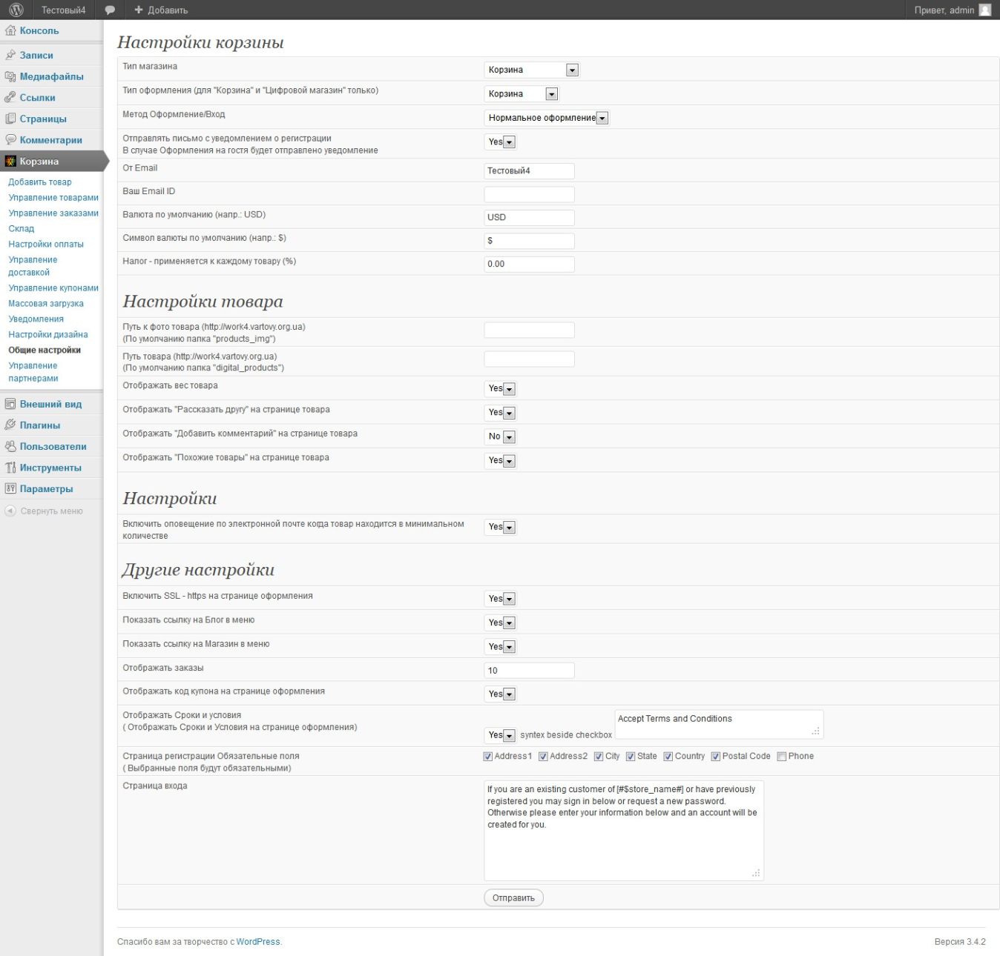 Тестовый4
Добавить
Привет, admin
Консоль
Записи
Медиафайлы
Ссылки
Страницы
Комментарии
Корзина
Добавить товар
Управление товарами
Управление заказами
Склад
Настройки оплаты
Управление
доставкой
Управление купонами
Массовая загрузка
Уведомления
Настройки дизайна
Общие настройки
Управление
партнерами
Внешний вид
Плагины
Пользователи
Инструменты
Параметры
Свернуть меню
Настройки корзины
Тип магазина
Корзина
Тип оформления (для "Корзина" и "Цифровой магазин" только)
Корзина
Метод Оформление/Вход
Нормальное оформление
Отправлять письмо с уведомлением о регистрации
В случае Оформления на гостя будет отправлено уведомление
Yes
От Email
Тестовый4
Ваш Email ID
Валюта по умолчанию (напр.: USD)
USD
Символ валюты по умолчанию (напр.: $)
$
Налог - применяется к каждому товару (%)
0.00
Настройки товара
Путь к фото товара (http://work4.vartovy.org.ua)
(По умолчанию папка "products_img")
Путь товара (http://work4.vartovy.org.ua)
(По умолчанию папка "digital_products")
Отображать вес товара
Yes
Отображать "Рассказать другу" на странице товара
Yes
Отображать "Добавить комментарий" на странице товара
No
Отображать "Похожие товары" на странице товара
Yes
Настройки
Включить оповещение по электронной почте когда товар находится в минимальном
количестве
Yes
Другие настройки
Включить SSL - https на странице оформления
Yes
Показать ссылку на Блог в меню
Yes
Показать ссылку на Магазин в меню
Yes
Отображать заказы
10
Отображать код купона на странице оформления
Yes
Отображать Сроки и условия
( Отображать Сроки и Условия на странице оформления)
Yes syntex beside checkbox
Accept Terms and Conditions
Страница регистрации Обязательные поля
( Выбранные поля будут обязательными)
Address1 Address2 City State Country Postal Code Phone
Страница входа
If you are an existing customer of [#$store_name#] or have previously
registered you may sign in below or request a new password.
Otherwise please enter your information below and an account will be
created for you.
Отправить
Спасибо вам за творчество с WordPress.
Версия 3.4.2